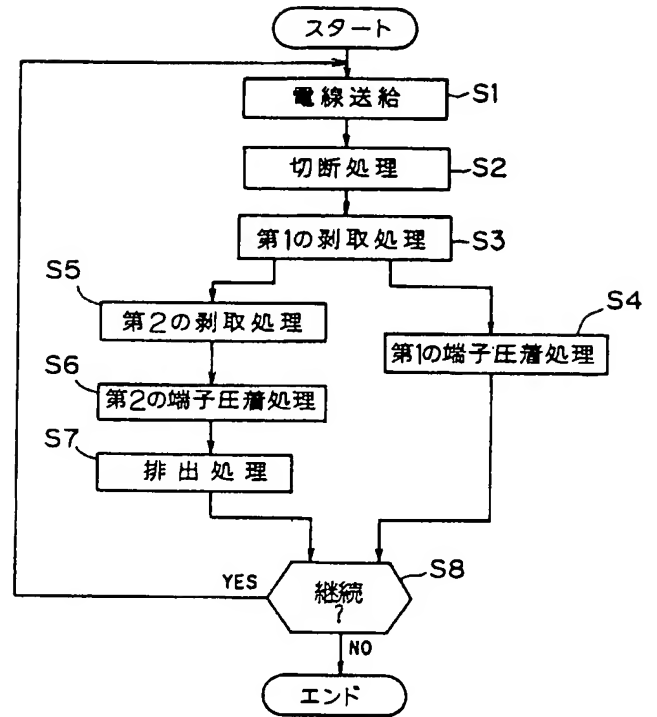 スタート
電線送給
S1
切断処理
S2
第1の剥取処理
S3
S5
第2の剥取処理
S4
第1の端子圧着処理
S6
第2の端子圧着処理
S7
排出処理
S8
継続
?
YES
NO
エンド